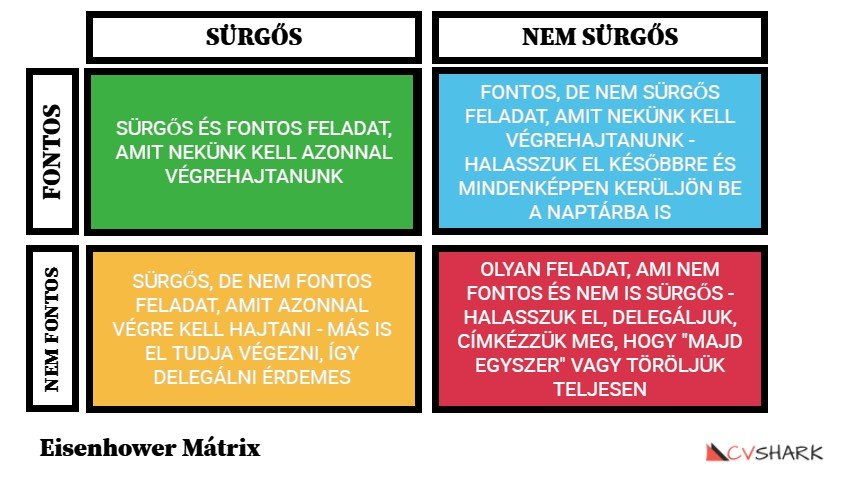 SÜRGŐS
NEM SÜRGŐS
FONTOS
SÜRGŐS ÉS FONTOS FELADAT,
AMIT NEKÜNK KELL AZONNAL
VÉGREHAJTANUNK
FONTOS, DE NEM SÜRGŐS
FELADAT, AMIT NEKÜNK KELL
VÉGREHAJTANUNK -
HALASSZUK EL KÉSŐBBRE ÉS
MINDENKÉPPEN KERÜLJÖN BE
A NAPTÁRBA IS
NEM FONTOS
SÜRGŐS, DE NEM FONTOS
FELADAT, AMIT AZONNAL
VÉGRE KELL HAJTANI - MÁS IS
EL TUDJA VÉGEZNI, ÍGY
DELEGÁLNI ÉRDEMES
OLYAN FELADAT, AMI NEM
FONTOS ÉS NEM IS SÜRGŐS -
HALASSZUK EL, DELEGÁLJUK,
CÍMKÉZZÜK MEG, HOGY "MAJD
EGYSZER" VAGY TÖRÖLJÜK
TELJESEN
Eisenhower Mátrix
CVSHARK